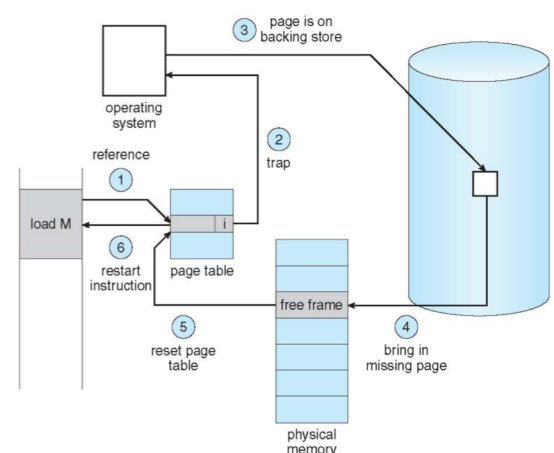 3
page is on
backing store
operating
system
2
trap
reference
1
load M
i
6
restart
instruction
page table
free frame
5
reset page
table
4
bring in
missing page
physical
memory